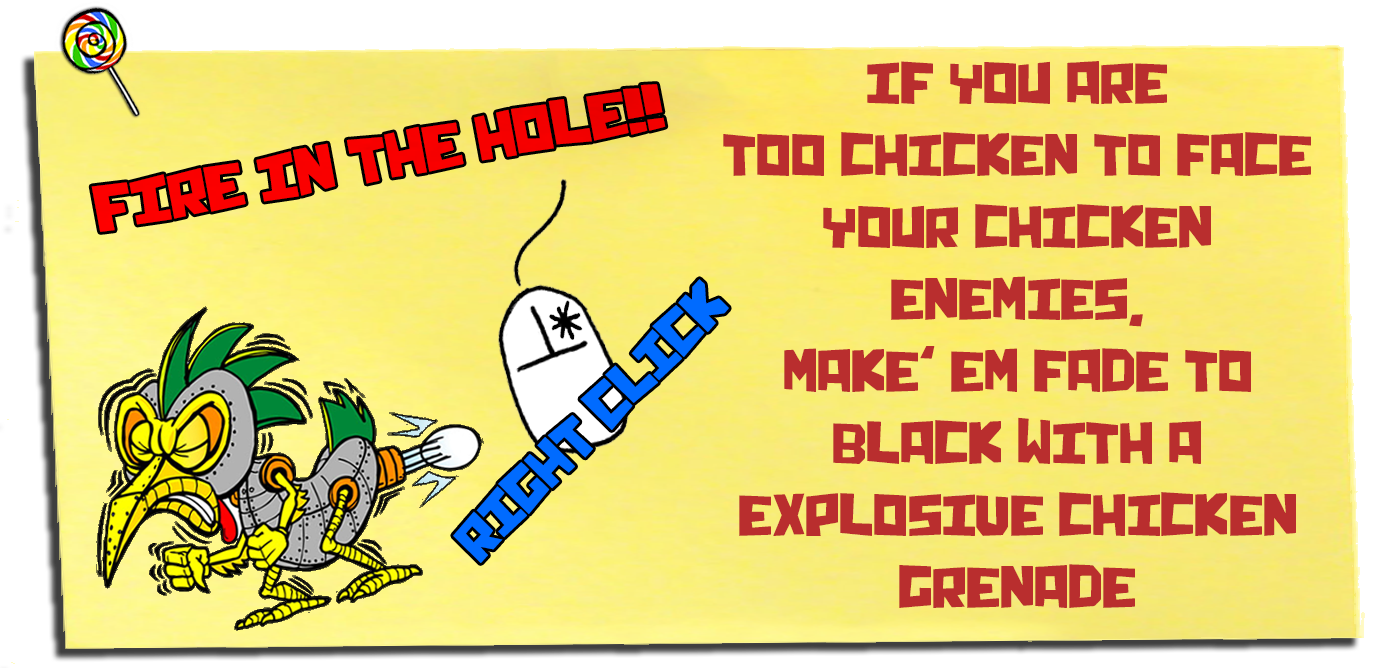 FIRE IN THE HOLE!!
RIGHT CLICK
IF YOU ARE
TOO CHICKEN TO FACE
YOUR CHICKEN
ENEMIES,
MAKE' EM FADE TO
BLACK WITH A
EXPLOSIVE CHICKEN
GRENADE